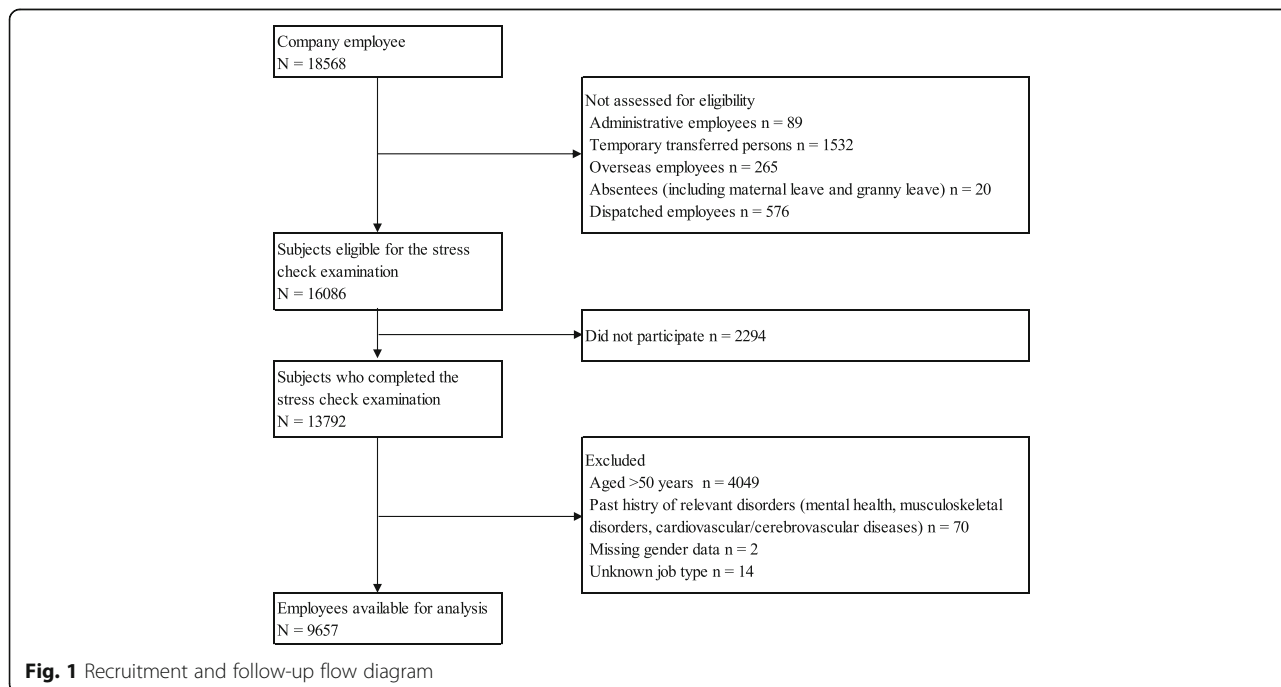 Company employee
N = 18568
Not assessed for eligibility
Administrative employees n = 89
Temporary transferred persons n = 1532
Overseas employees n = 265
Absentees (including maternal leave and granny leave) n = 20
Dispatched employees n = 576
Subjects eligible for the stress
check examination
N = 16086
Did not participate n = 2294
Subjects who completed the
stress check examination
N = 13792
Excluded
Aged >50 years n = 4049
Past histry of relevant disorders (mental health, musculoskeletal
disorders, cardiovascular/cerebrovascular diseases) n = 70
Missing gender data n = 2
Unknown job type n = 14
Employees available for analysis
N = 9657
Fig. 1 Recruitment and follow-up flow diagram